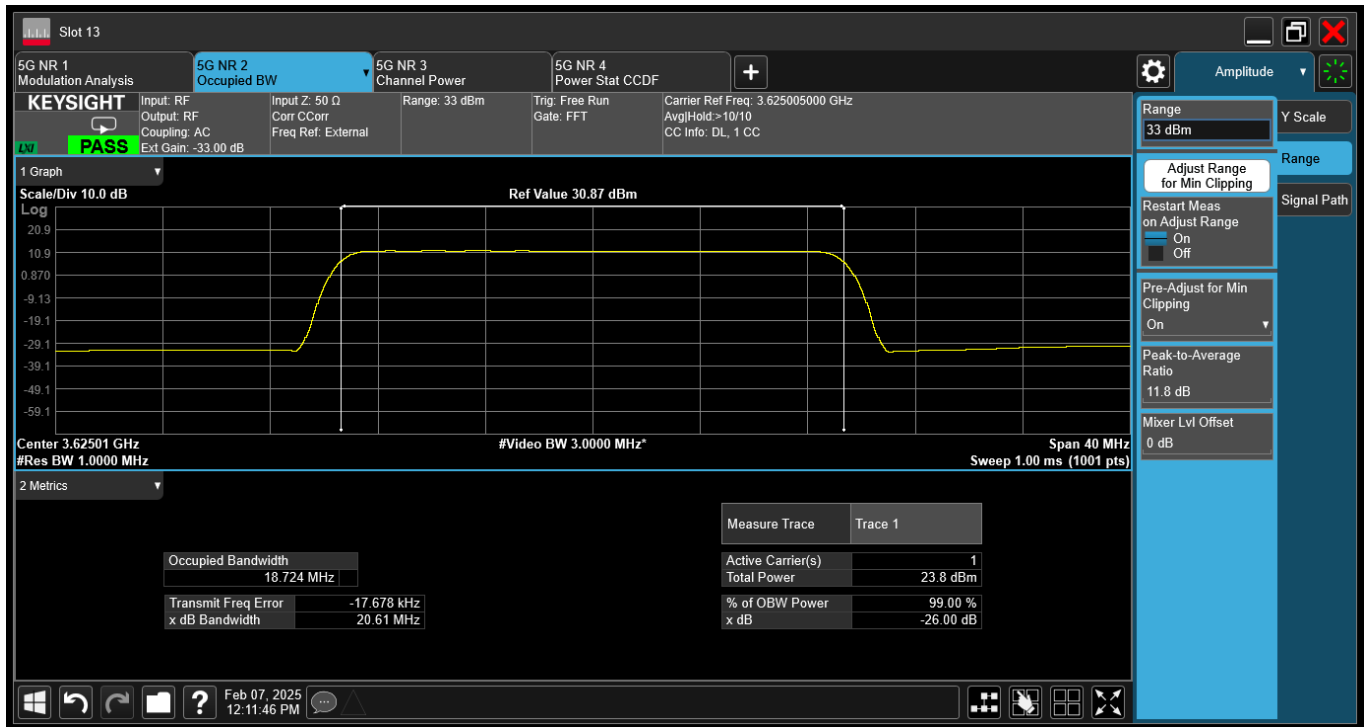 Slot 13
5G NR 1
Modulation Analysis
5G NR 2
Occupied BW
5G NR 3
Channel Power
5G NR 4
Power Stat CCDF
Amplitude
KEYSIGHT
LXI
PASS
Input: RF
Output: RF
Coupling: AC
Ext Gain: -33.00 dB
Input Z: 50 Ω
Corr CCorr
Freq Ref: External
Range: 33 dBm
Trig: Free Run
Gate: FFT
Carrier Ref Freq: 3.625005000 GHz
Avg|Hold:>10/10
CC Info: DL, 1 CC
1 Graph
Scale/Div 10.0 dB
Ref Value 30.87 dBm
Log
20.9
10.9
0.870
-9.13
-19.1
-29.1
-39.1
-49.1
-59.1
Center 3.62501 GHz
#Video BW 3.0000 MHz*
Span 40 MHz
#Res BW 1.0000 MHz
Sweep 1.00 ms (1001 pts)
2 Metrics
Measure Trace
Trace 1
Occupied Bandwidth
18.724 MHz
Transmit Freq Error -17.678 kHz
x dB Bandwidth 20.61 MHz
Active Carrier(s) 1
Total Power 23.8 dBm
% of OBW Power 99.00 %
x dB -26.00 dB
Range
33 dBm
Adjust Range
for Min Clipping
Restart Meas
on Adjust Range
On
Off
Pre-Adjust for Min
Clipping
On
Peak-to-Average
Ratio
11.8 dB
Mixer Lvl Offset
0 dB
Y Scale
Range
Signal Path
?
Feb 07, 2025
12:11:46 PM